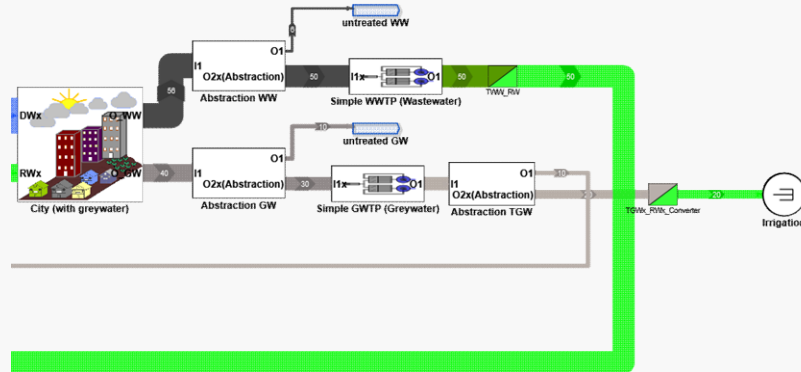 untreated WW
O1
I1
O2x(Abstraction)
Abstraction WW
56
50
I1x
O1
Simple WWTP (Wastewater)
50
TWW_RW
50
DWx
O_WW
RWx
O_GW
City (with greywater)
40
10
untreated GW
O1
I1
O2x(Abstraction)
Abstraction GW
30
I1x
O1
Simple GWTP (Greywater)
O1
I1
O2x(Abstraction)
Abstraction TGW
10
TGWx_RWx_Converter
20
Irrigation